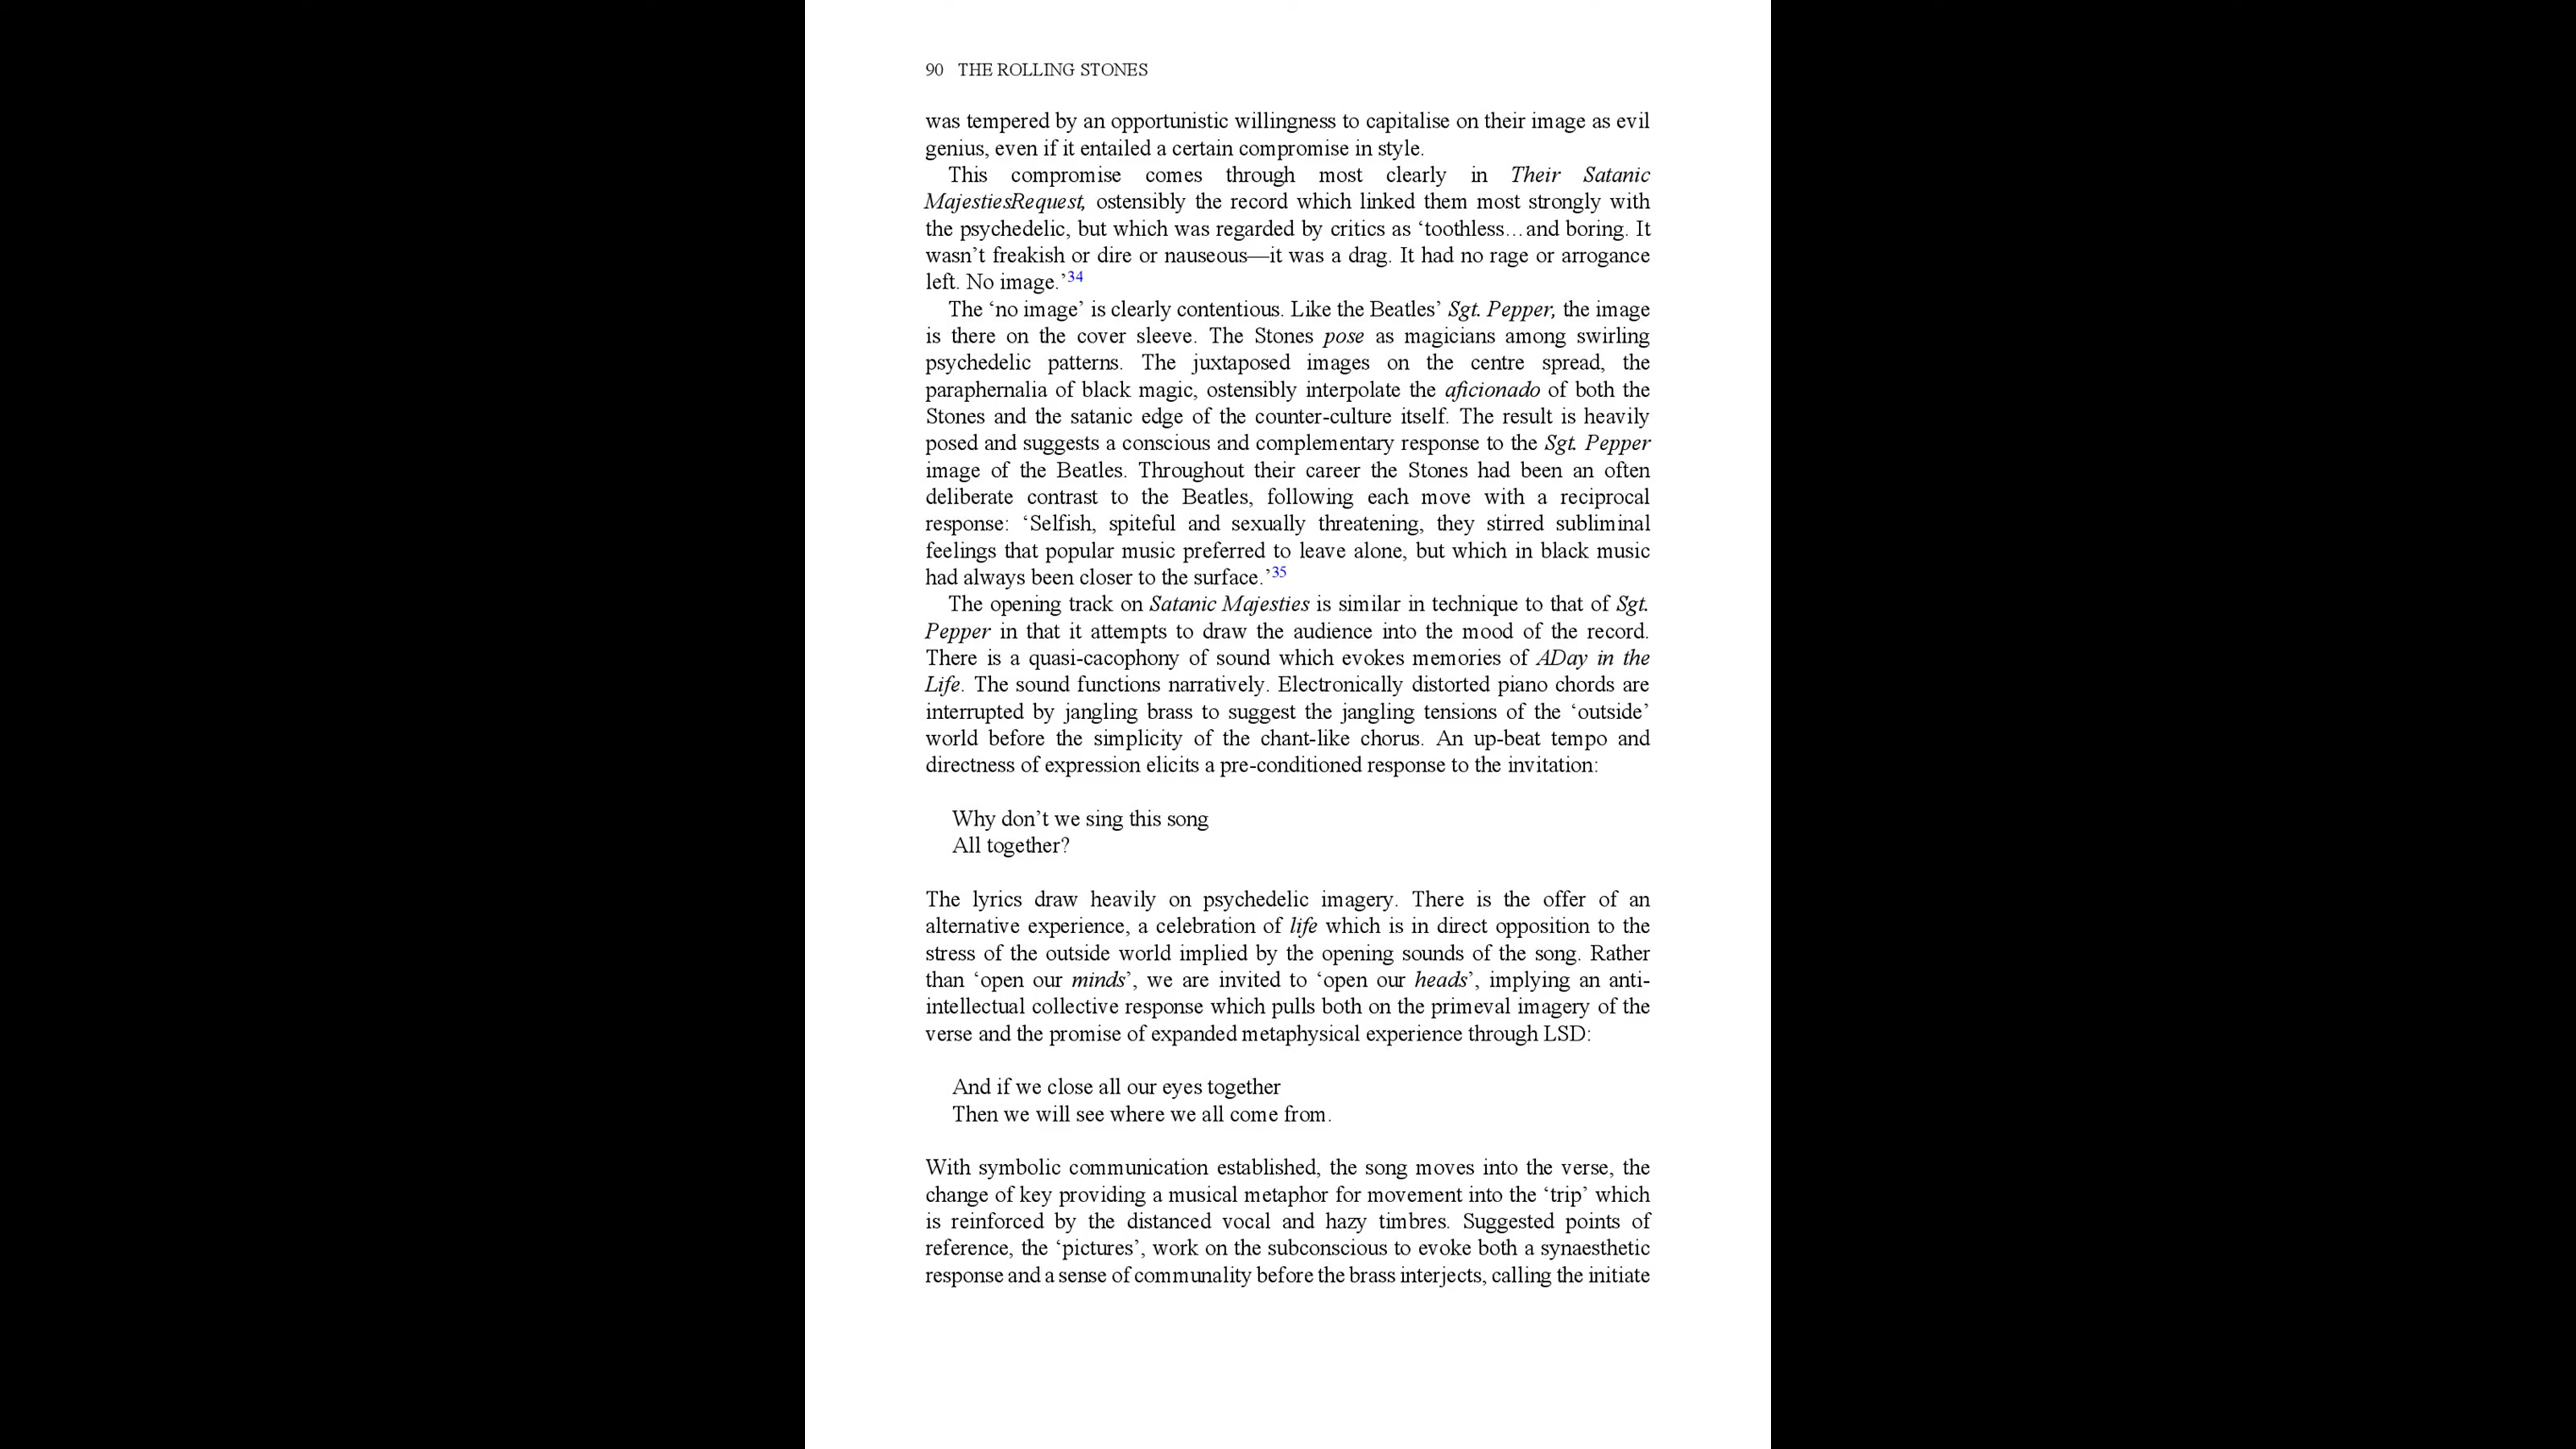 90 THE ROLLING STONES
was tempered by an opportunistic willingness to capitalise on their image as evil
genius, even if it entailed a certain compromise in style.
This compromise comes through most clearly in Their Satanic
MajestiesRequest, ostensibly the record which linked them most strongly with
the psychedelic, but which was regarded by critics as ‘toothless…and boring. It
wasn’t freakish or dire or nauseous—it was a drag. It had no rage or arrogance
left. No image.’34
The ‘no image’ is clearly contentious. Like the Beatles’ Sgt. Pepper, the image
is there on the cover sleeve. The Stones pose as magicians among swirling
psychedelic patterns. The juxtaposed images on the centre spread, the
paraphernalia of black magic, ostensibly interpolate the aficionado of both the
Stones and the satanic edge of the counter-culture itself. The result is heavily
posed and suggests a conscious and complementary response to the Sgt. Pepper
image of the Beatles. Throughout their career the Stones had been an often
deliberate contrast to the Beatles, following each move with a reciprocal
response: ‘Selfish, spiteful and sexually threatening, they stirred subliminal
feelings that popular music preferred to leave alone, but which in black music
had always been closer to the surface.’35
The opening track on Satanic Majesties is similar in technique to that of Sgt.
Pepper in that it attempts to draw the audience into the mood of the record.
There is a quasi-cacophony of sound which evokes memories of ADay in the
Life. The sound functions narratively. Electronically distorted piano chords are
interrupted by jangling brass to suggest the jangling tensions of the ‘outside’
world before the simplicity of the chant-like chorus. An up-beat tempo and
directness of expression elicits a pre-conditioned response to the invitation:
Why don’t we sing this song
All together?
The lyrics draw heavily on psychedelic imagery. There is the offer of an
alternative experience, a celebration of life which is in direct opposition to the
stress of the outside world implied by the opening sounds of the song. Rather
than ‘open our minds’, we are invited to ‘open our heads’, implying an anti-
intellectual collective response which pulls both on the primeval imagery of the
verse and the promise of expanded metaphysical experience through LSD:
And if we close all our eyes together
Then we will see where we all come from.
With symbolic communication established, the song moves into the verse, the
change of key providing a musical metaphor for movement into the ‘trip’ which
is reinforced by the distanced vocal and hazy timbres. Suggested points of
reference, the ‘pictures’, work on the subconscious to evoke both a synaesthetic
response and a sense of communality before the brass interjects, calling the initiate